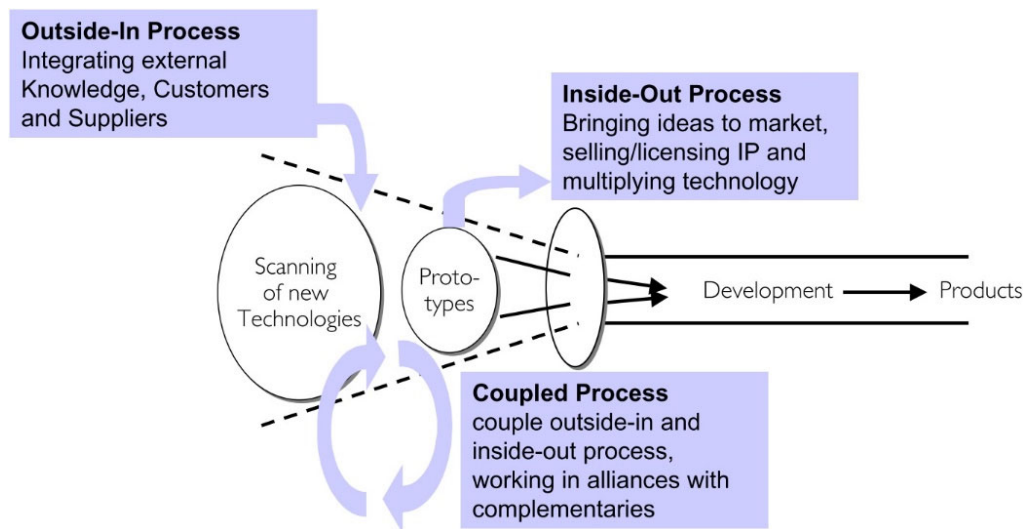 Outside-In Process
Integrating external
Knowledge, Customers
and Suppliers
Inside-Out Process
Bringing ideas to market,
selling/licensing IP and
multiplying technology
Scanning
of new
Technologies
Proto-
types
Development
Products
Coupled Process
couple outside-in and
inside-out process,
working in alliances with
complementaries